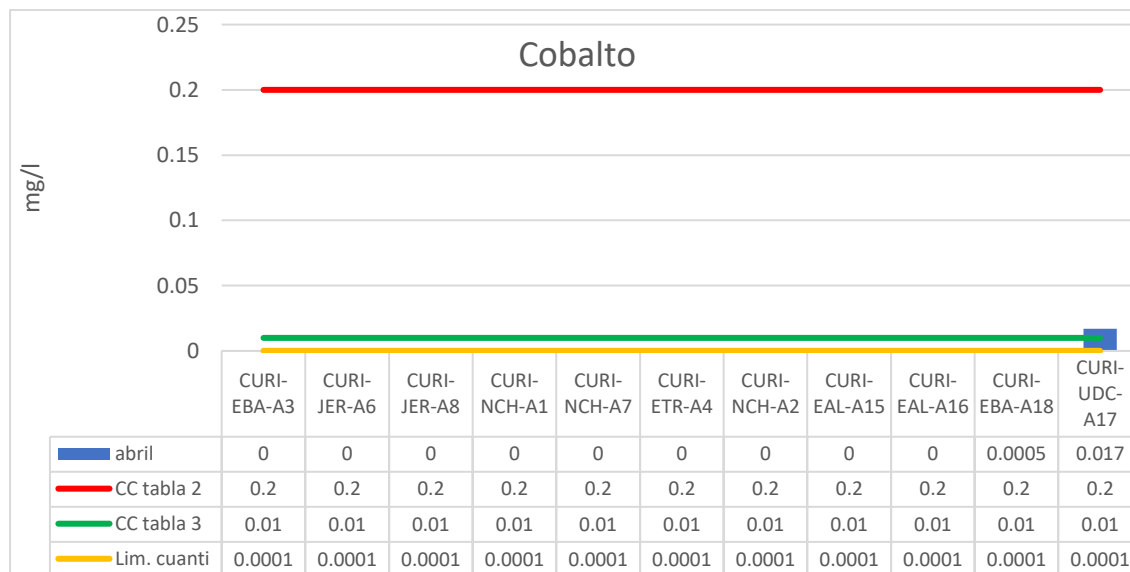 0.25
Cobalto
0.2
0.15
mg/l
0.1
0.05
0
CURI- CURI- CURI- CURI- CURI- CURI- CURI- CURI- CURI- CURI- CURI-
EBA-A3 JER-A6 JER-A8 NCH-A1 NCH-A7 ETR-A4 NCH-A2 EAL-A15 EAL-A16 EBA-A18 UDC-
A17
abril 0 0 0 0 0 0 0 0 0 0.0005 0.017
CC tabla 2 0.2 0.2 0.2 0.2 0.2 0.2 0.2 0.2 0.2 0.2 0.2
CC tabla 3 0.01 0.01 0.01 0.01 0.01 0.01 0.01 0.01 0.01 0.01 0.01
Lim. cuanti 0.0001 0.0001 0.0001 0.0001 0.0001 0.0001 0.0001 0.0001 0.0001 0.0001 0.0001